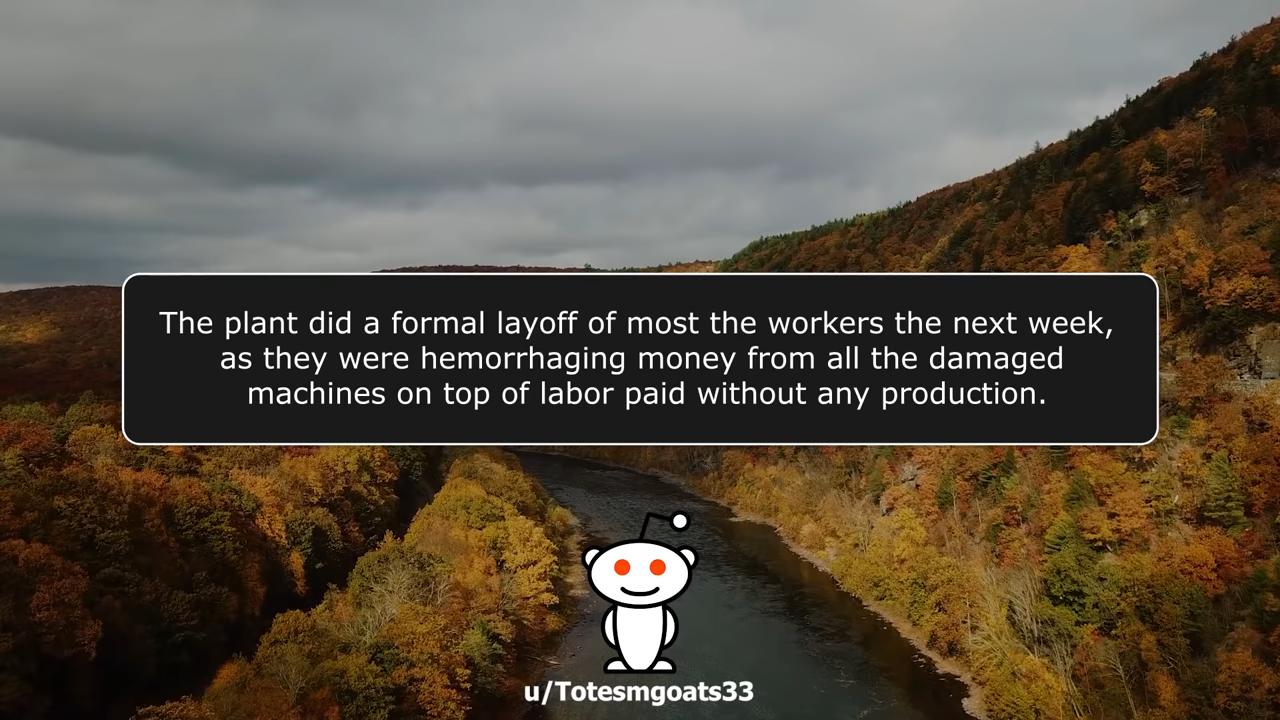 The plant did a formal layoff of most the workers the next week,
as they were hemorrhaging money from all the damaged
machines on top of labor paid without any production.
u/Totesmgoats33